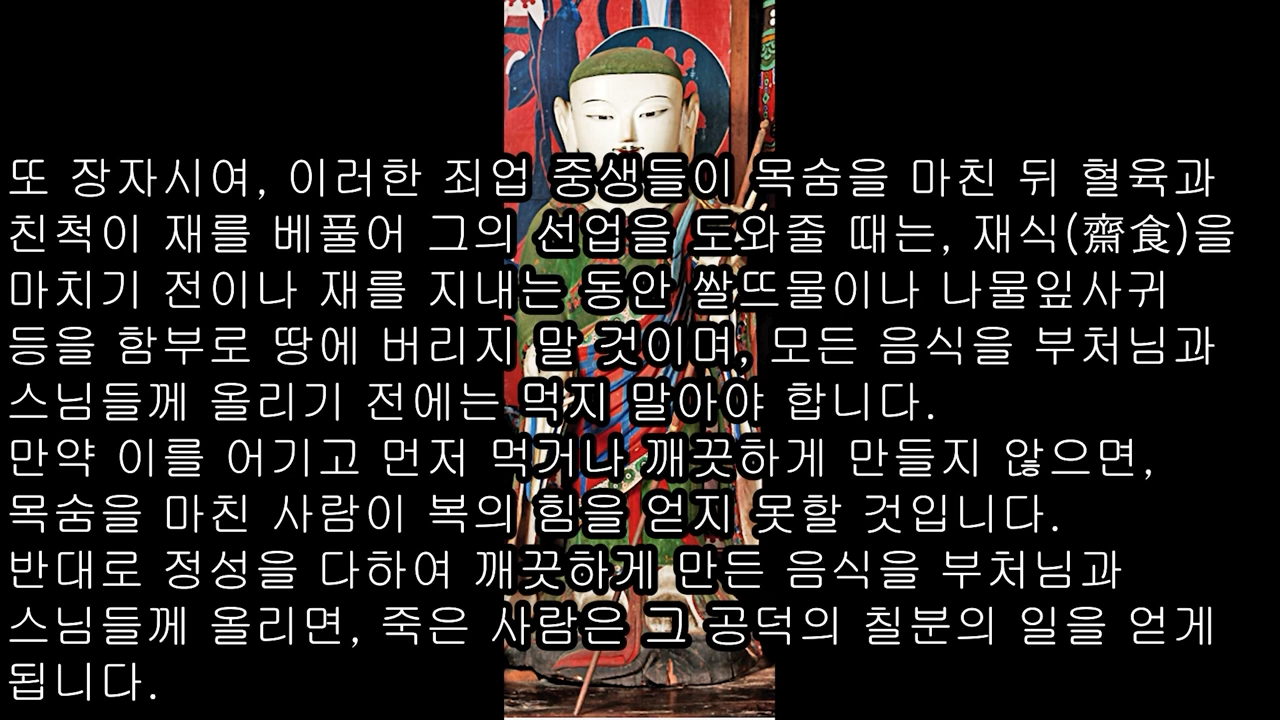 또 장자시여, 이러한 죄업 중생들이 목숨을 마친 뒤 혈육과
친척이 재를 베풀어 그의 선업을 도와줄 때는, 재식(齋食)을
마치기 전이나 재를 지내는 동안 쌀뜨물이나 나물잎사귀
등을 함부로 땅에 버리지 말 것이며, 모든 음식을 부처님과
스님들께 올리기 전에는 먹지 말아야 합니다.
만약 이를 어기고 먼저 먹거나 깨끗하게 만들지 않으면,
목숨을 마친 사람이 복의 힘을 얻지 못할 것입니다.
반대로 정성을 다하여 깨끗하게 만든 음식을 부처님과
스님들께 올리면, 죽은 사람은 그 공덕의 칠분의 일을 얻게
됩니다.